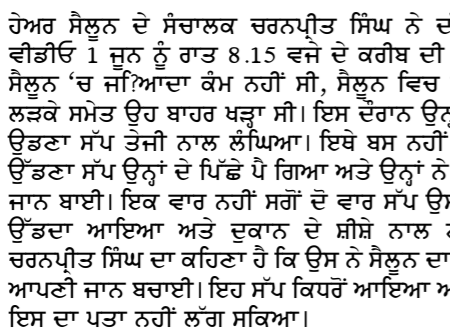 ਹੇਅਰ ਸੈਲੂਨ ਦੇ ਸੰਚਾਲਕ ਚਰਨਪ੍ਰੀਤ ਸਿੰਘ ਨੇ
ਵੀਡੀਓ 1 ਜੂਨ ਨੂੰ ਰਾਤ 8.15 ਵਜੇ ਦੇ ਕਰੀਬ ਦੀ
ਸੈਲੂਨ ‘ਚ ਜ?ਿਆਦਾ ਕੰਮ ਨਹੀਂ ਸੀ, ਸੈਲੂਨ ਵਿਚ
ਲੜਕੇ ਸਮੇਤ ਉਹ ਬਾਹਰ ਖੜ੍ਹਾ ਸੀ। ਇਸ ਦੌਰਾਨ
ਉਡਣਾ ਸੱਪ ਤੇਜੀ ਨਾਲ ਲੰਘਿਆ। ਇਥੇ ਬਸ ਨਹੀਂ
ਉੱਡਣਾ ਸੱਪ ਉਨ੍ਹਾਂ ਦੇ ਪਿੱਛੇ ਪੈ ਗਿਆ ਅਤੇ ਉਨ੍ਹਾਂ ਨੇ
ਜਾਨ ਬਾਈ। ਇਕ ਵਾਰ ਨਹੀਂ ਸਗੋਂ ਦੋ ਵਾਰ ਸੱਪ
ਉੱਡਦਾ ਆਇਆ ਅਤੇ ਦੁਕਾਨ ਦੇ ਸ਼ੀਸ਼ੇ ਨਾਲ
ਚਰਨਪ੍ਰੀਤ ਸਿੰਘ ਦਾ ਕਹਿਣਾ ਹੈ ਕਿ ਉਸ ਨੇ ਸੈਲੂਨ ਦਾ
ਆਪਣੀ ਜਾਨ ਬਚਾਈ। ਇਹ ਸੱਪ ਕਿਧਰੋਂ ਆਇਆ
ਇਸ ਦਾ ਪਤਾ ਨਹੀਂ ਲੱਗ ਸਕਿਆ।